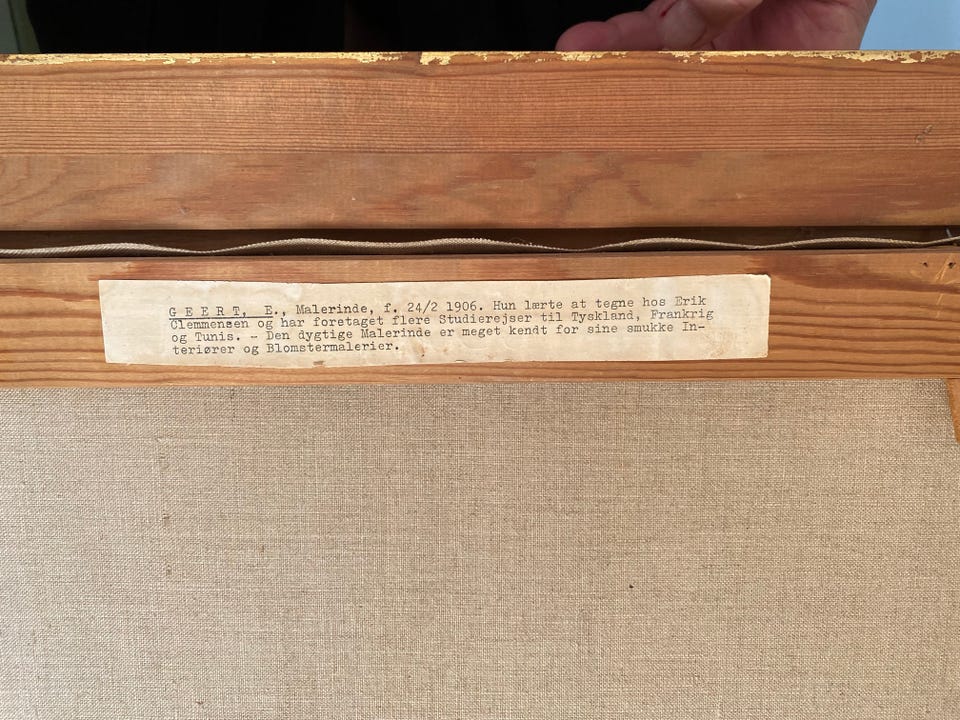 GEERT, E., Malerinde, f. 24/2 1906. Hun lærte at tegne hos Erik
Clemmensen og har foretaget flere Studierejser til Tyskland, Frankrig
og Tunis. - Den dygtige Malerinde er meget kendt for sine smukke In-
teriører og Blomstermalerier.